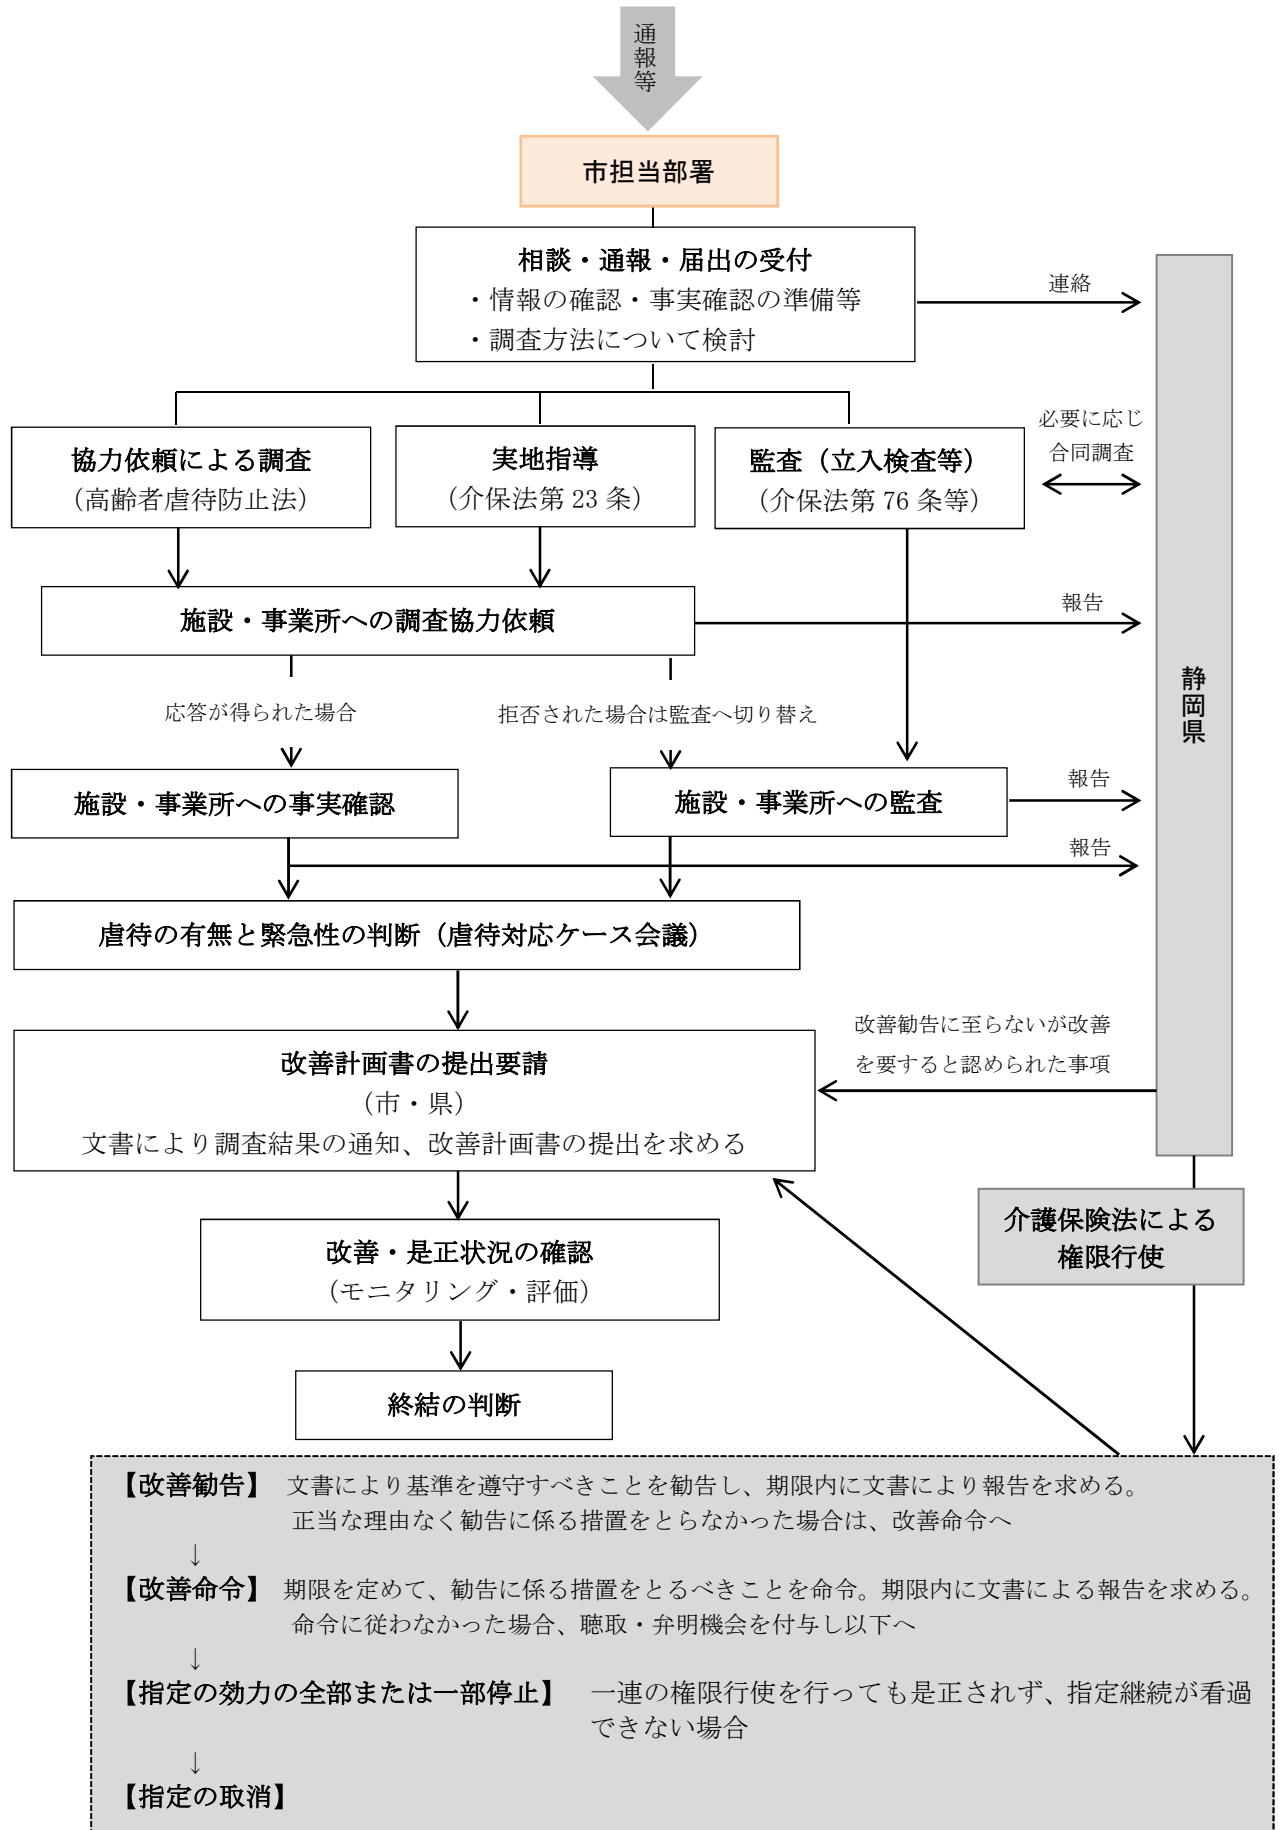 通報等
市担当部署
相談・通報・届出の受付
・情報の確認・事実確認の準備等
・調査方法について検討
連絡
協力依頼による調査
（高齢者虐待防止法）
実地指導
（介保法第 23 条）
監査（立入検査等）
（介保法第 76 条等）
必要に応じ
合同調査
施設・事業所への調査協力依頼
報告
静岡県
応答が得られた場合
拒否された場合は監査へ切り替え
施設・事業所への事実確認
施設・事業所への監査
報告
報告
虐待の有無と緊急性の判断（虐待対応ケース会議）
改善計画書の提出要請
（市・県）
文書により調査結果の通知、改善計画書の提出を求める
改善勧告に至らないが改善
を要すると認められた事項
介護保険法による
権限行使
改善・是正状況の確認
（モニタリング・評価）
終結の判断
【改善勧告】 文書により基準を遵守すべきことを勧告し、期限内に文書により報告を求める。
正当な理由なく勧告に係る措置をとらなかった場合は、改善命令へ
↓
【改善命令】 期限を定めて、勧告に係る措置をとるべきことを命令。期限内に文書による報告を求める。
命令に従わなかった場合、聴取・弁明機会を付与し以下へ
↓
【指定の効力の全部または一部停止】 一連の権限行使を行っても是正されず、指定継続が看過
できない場合
↓
【指定の取消】